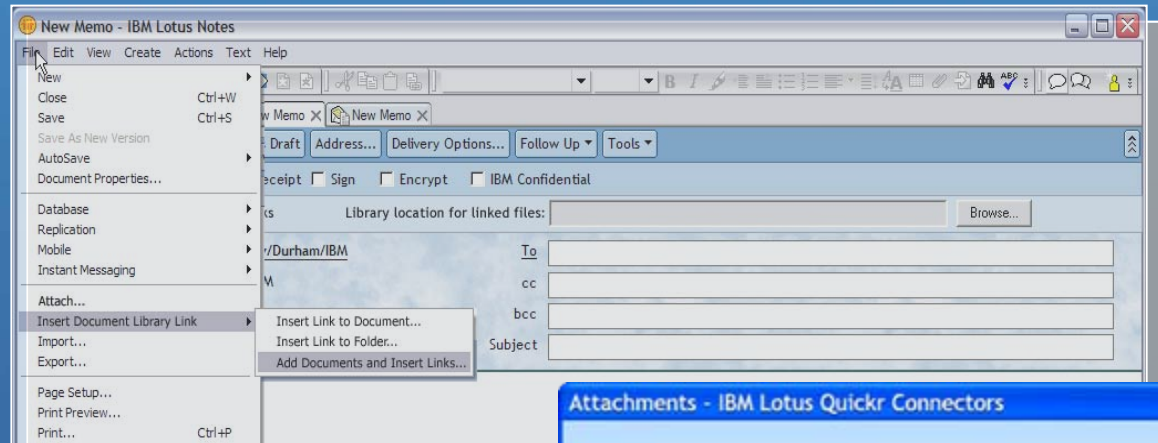 New Memo - IBM Lotus Notes
File Edit View Create Actions Text Help
New
Close Ctrl+W
Save Ctrl+S
Save As New Version
AutoSave
Document Properties...
Database
Replication
Mobile
Instant Messaging
Attach...
Insert Document Library Link
Import...
Export...
Page Setup...
Print Preview...
Print... Ctrl+P
B I ABC
Memo New Memo
Draft Address... Delivery Options... Follow Up Tools
Sign Encrypt IBM Confidential
Library location for linked files: Browse...
/Durham/IBM To
cc
bcc
Subject
Insert Link to Document...
Insert Link to Folder...
Add Documents and Insert Links...
Attachments - IBM Lotus Quickr Connectors